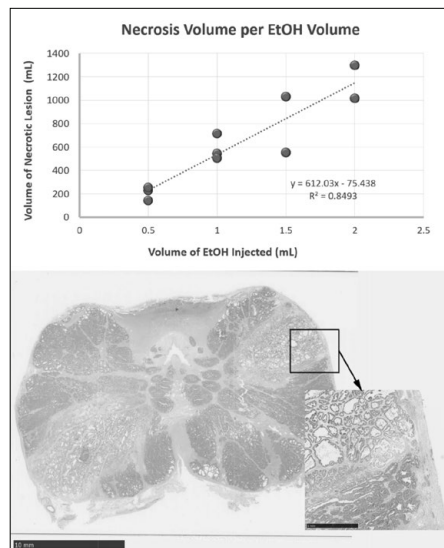 Necrosis Volume per EtOH Volume
Volume of Necrotic Lesion (mL)
1400
1200
1000
800
600
400
200
0
y = 612.03x - 75.438
R² = 0.8493
0 0.5 1 1.5 2 2.5
Volume of EtOH Injected (mL)
10 mm